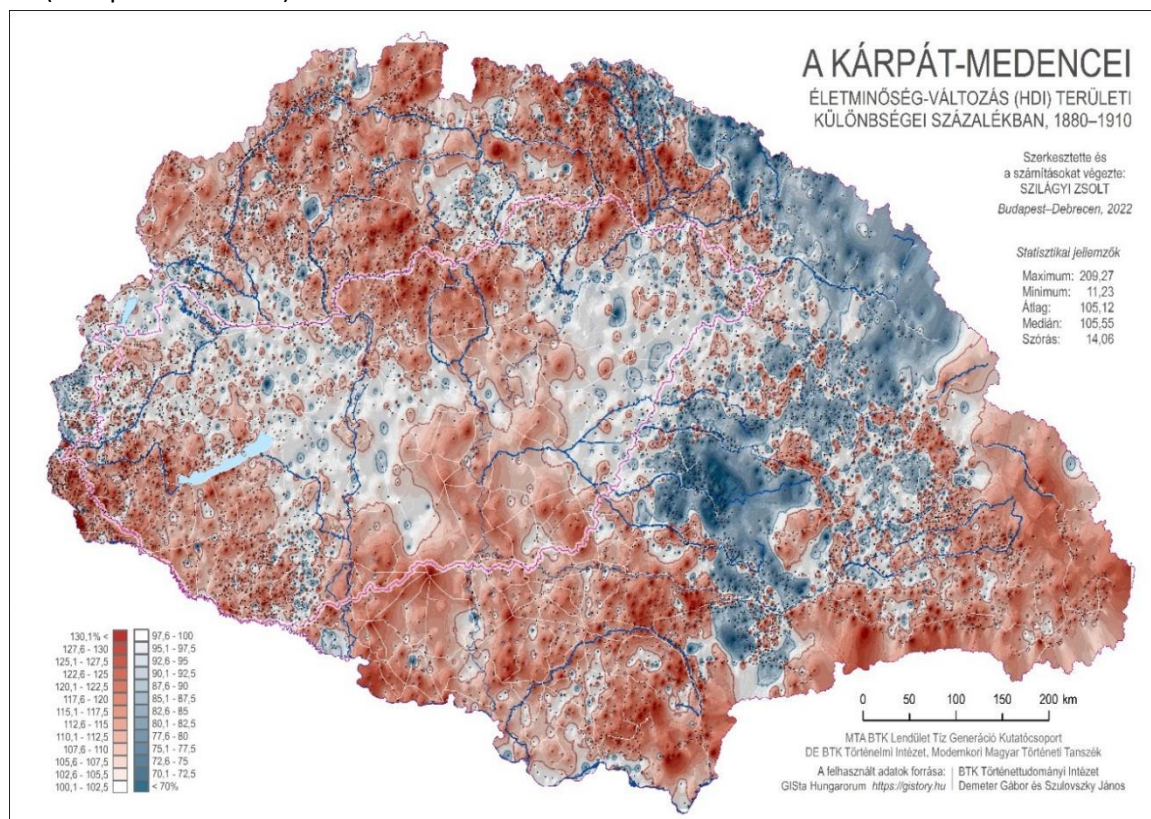 A KÁRPÁT-MEDENCEI
ÉLETMINŐSÉG-VÁLTOZÁS (HDI) TERÜLETI
KÜLÖNBSÉGEI SZÁZALÉKBAN, 1880–1910
Szerkesztette és
a számításokat végezte:
SZILÁGYI ZSOLT
Budapest–Debrecen, 2022
Statisztikai jellemzők
Maximum: 209,27
Minimum: 11,23
Átlag: 105,12
Medián: 105,55
Szórás: 14,06
130,1% < 97,6 - 100
127,6 - 130 95,1 - 97,5
125,1 - 127,5 92,6 - 95
122,6 - 125 90,1 - 92,5
120,1 - 122,5 87,6 - 90
117,6 - 120 85,1 - 87,5
115,1 - 117,5 82,6 - 85
112,6 - 115 80,1 - 82,5
110,1 - 112,5 77,6 - 80
107,6 - 110 75,1 - 77,5
105,6 - 107,5 72,6 - 75
102,6 - 105,5 70,1 - 72,5
100,1 - 102,5 < 70%
0 50 100 150 200 km
MTA BTK Lendület Tíz Generáció Kutatócsoport
DE BTK Történelmi Intézet, Modernkori Magyar Történeti Tanszék
A felhasznált adatok forrása: | BTK Történettudományi Intézet
GISta Hungarorum https://gistory.hu | Demeter Gábor és Szulovszky János